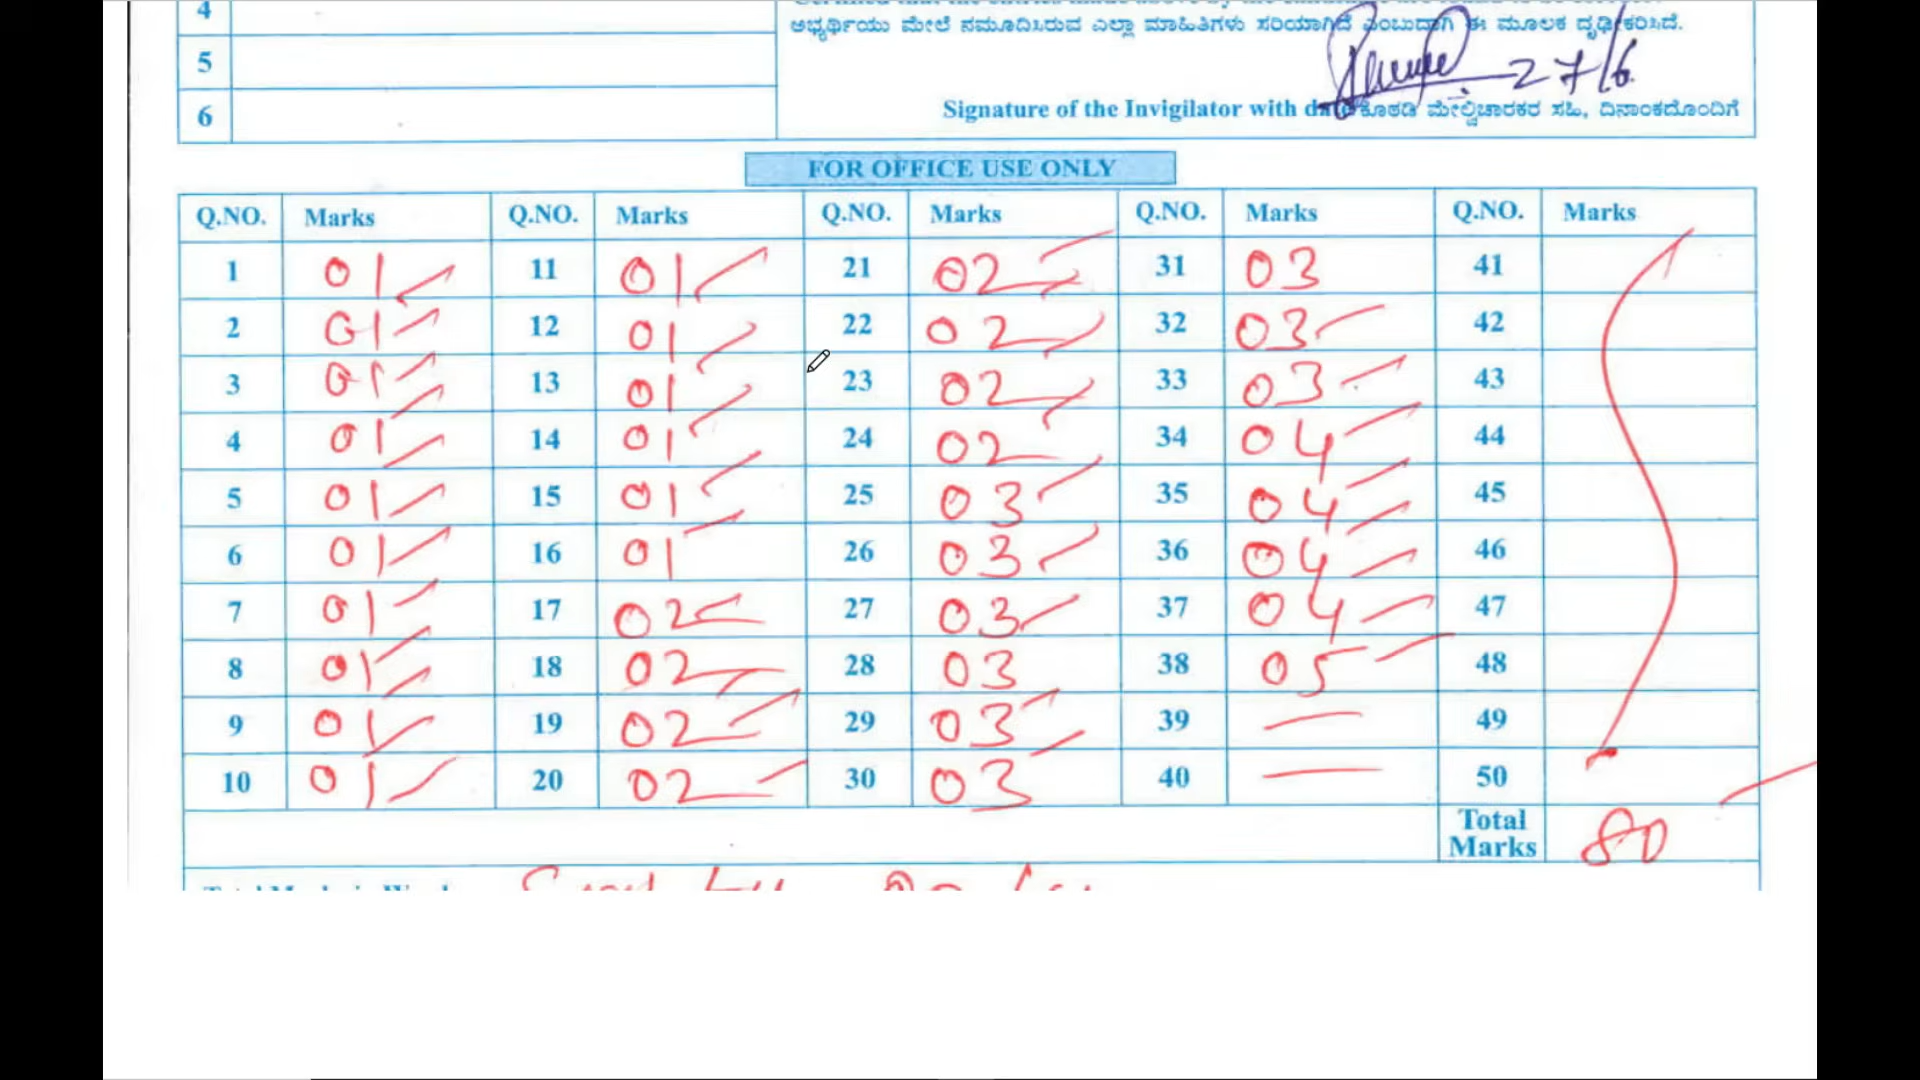 4
ಅಭ್ಯರ್ಥಿಯು ಮೇಲೆ ನಮೂದಿಸಿರುವ ಎಲ್ಲಾ ಮಾಹಿತಿಗಳು ಸರಿಯಾಗಿದೆ ಎಂಬುದಾಗಿ ಈ ಮೂಲಕ ದೃಢೀಕರಿಸಿದೆ.
5
27/6
6 Signature of the Invigilator with date ಕೊಠಡಿ ಮೇಲ್ವಿಚಾರಕರ ಸಹಿ, ದಿನಾಂಕದೊಂದಿಗೆ
FOR OFFICE USE ONLY
Q.NO. Marks Q.NO. Marks Q.NO. Marks Q.NO. Marks Q.NO. Marks
1 01 11 01 21 02 31 03 41
2 01 12 01 22 02 32 03 42
3 01 13 01 23 02 33 03 43
4 01 14 01 24 02 34 04 44
5 01 15 01 25 03 35 04 45
6 01 16 01 26 03 36 04 46
7 01 17 02 27 03 37 04 47
8 01 18 02 28 03 38 05 48
9 01 19 02 29 03 39 — 49
10 01 20 02 30 03 40 — 50
Total Marks 80